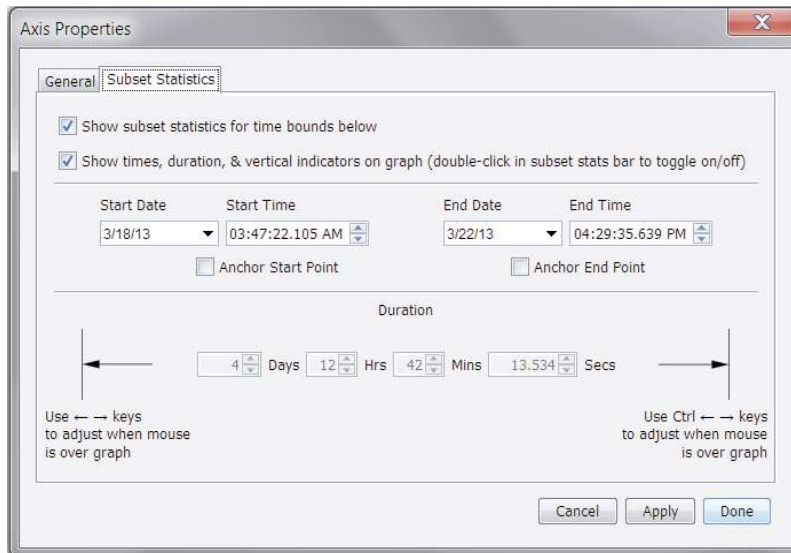 Axis Properties
General Subset Statistics
Show subset statistics for time bounds below
Show times, duration, & vertical indicators on graph (double-click in subset stats bar to toggle on/off)
Start Date Start Time End Date End Time
3/18/13 03:47:22.105 AM 3/22/13 04:29:35.639 PM
Anchor Start Point Anchor End Point
Duration
4 Days 12 Hrs 42 Mins 13.534 Secs
Use ← → keys
to adjust when mouse
is over graph
Use Ctrl ← → keys
to adjust when mouse
is over graph
Cancel Apply Done